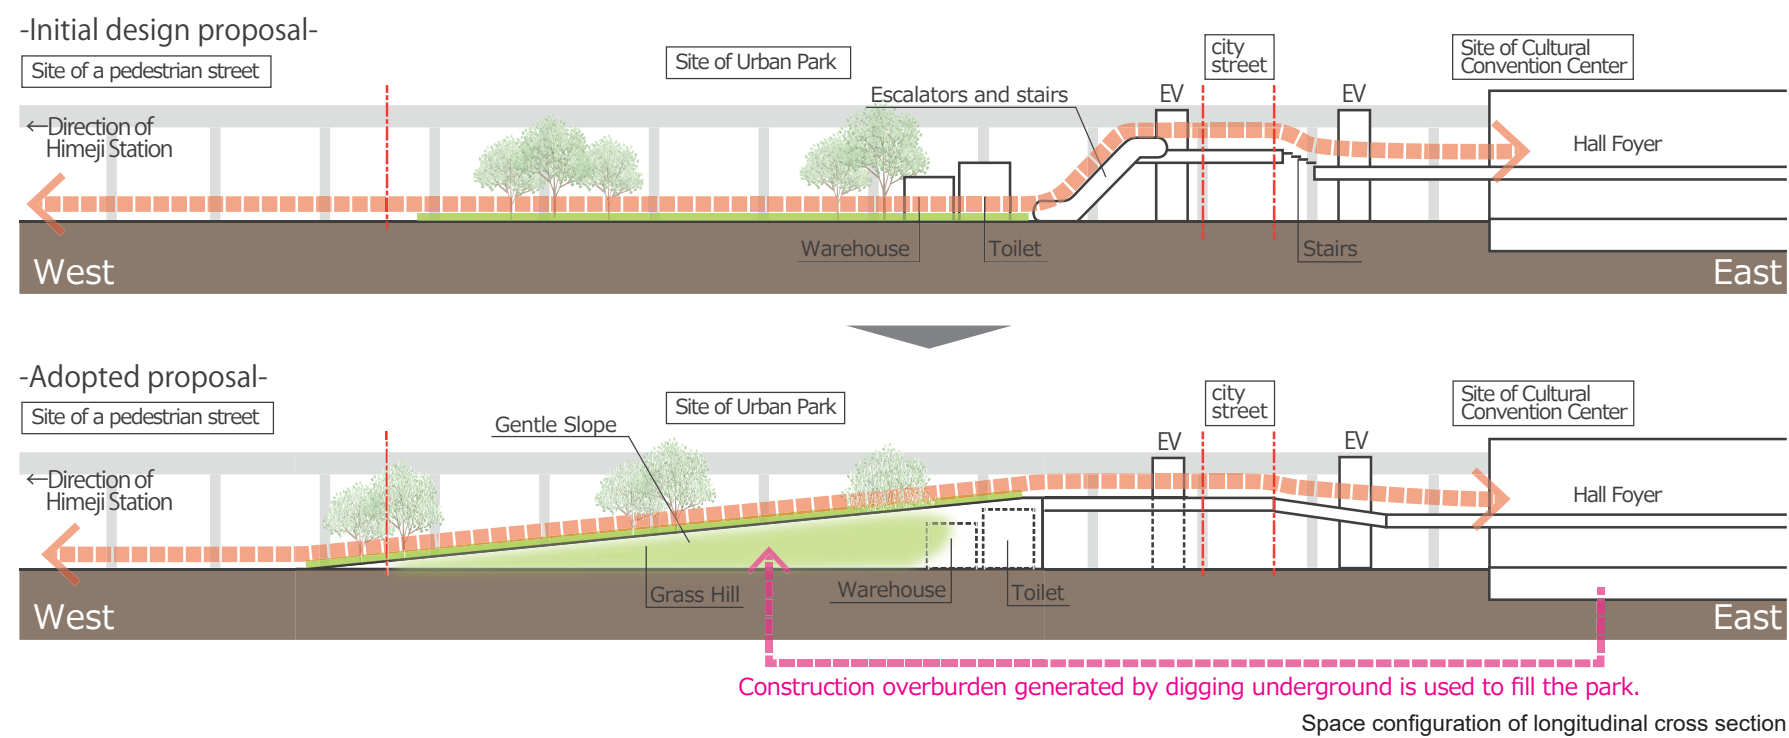 -Initial design proposal-
Site of a pedestrian street
Site of Urban Park
city
street
Site of Cultural
Convention Center
Escalators and stairs
EV
EV
←Direction of
Himeji Station
Hall Foyer
Warehouse
Toilet
Stairs
West
East
-Adopted proposal-
Site of a pedestrian street
Site of Urban Park
city
street
Site of Cultural
Convention Center
Gentle Slope
EV
EV
←Direction of
Himeji Station
Hall Foyer
Grass Hill
Warehouse
Toilet
West
East
Construction overburden generated by digging underground is used to fill the park.
Space configuration of longitudinal cross section